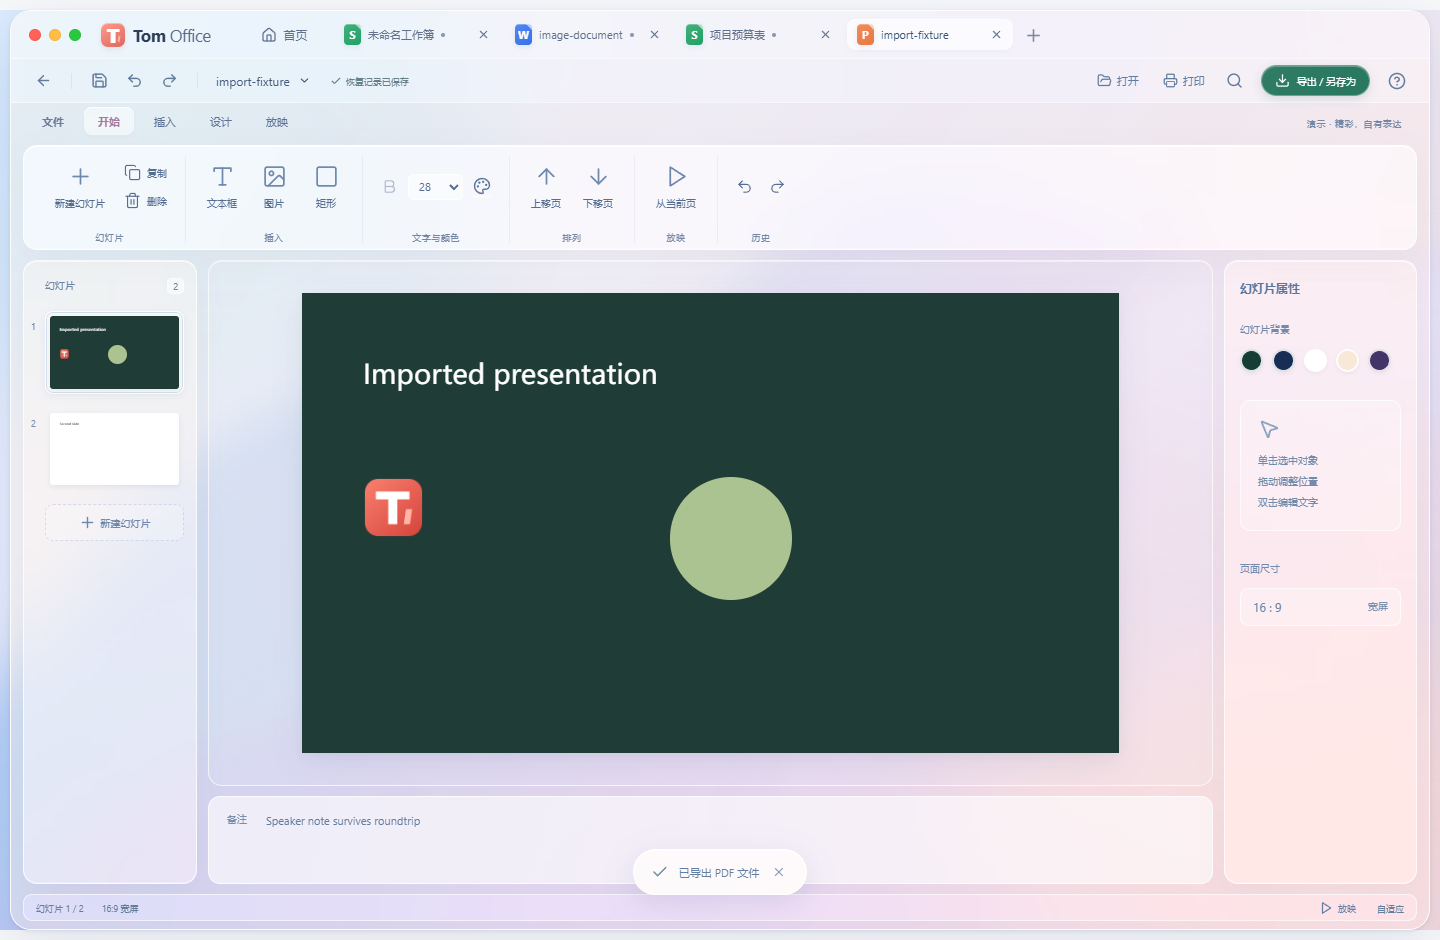 Tom Office
首页
S 未命名工作簿
W image-document
S 项目预算表
P import-fixture
import-fixture
恢复记录已保存
打开
打印
导出 / 另存为
文件
开始
插入
设计
放映
演示 · 精彩，自有表达
新建幻灯片
复制
删除
幻灯片
文本框
图片
矩形
插入
B
28
文字与颜色
上移页
下移页
排列
从当前页
放映
历史
幻灯片
2
1
Imported presentation
2
Second slide
新建幻灯片
Imported presentation
备注
Speaker note survives roundtrip
已导出 PDF 文件
幻灯片属性
幻灯片背景
单击选中对象
拖动调整位置
双击编辑文字
页面尺寸
16 : 9
宽屏
幻灯片 1 / 2
16:9 宽屏
放映
自适应